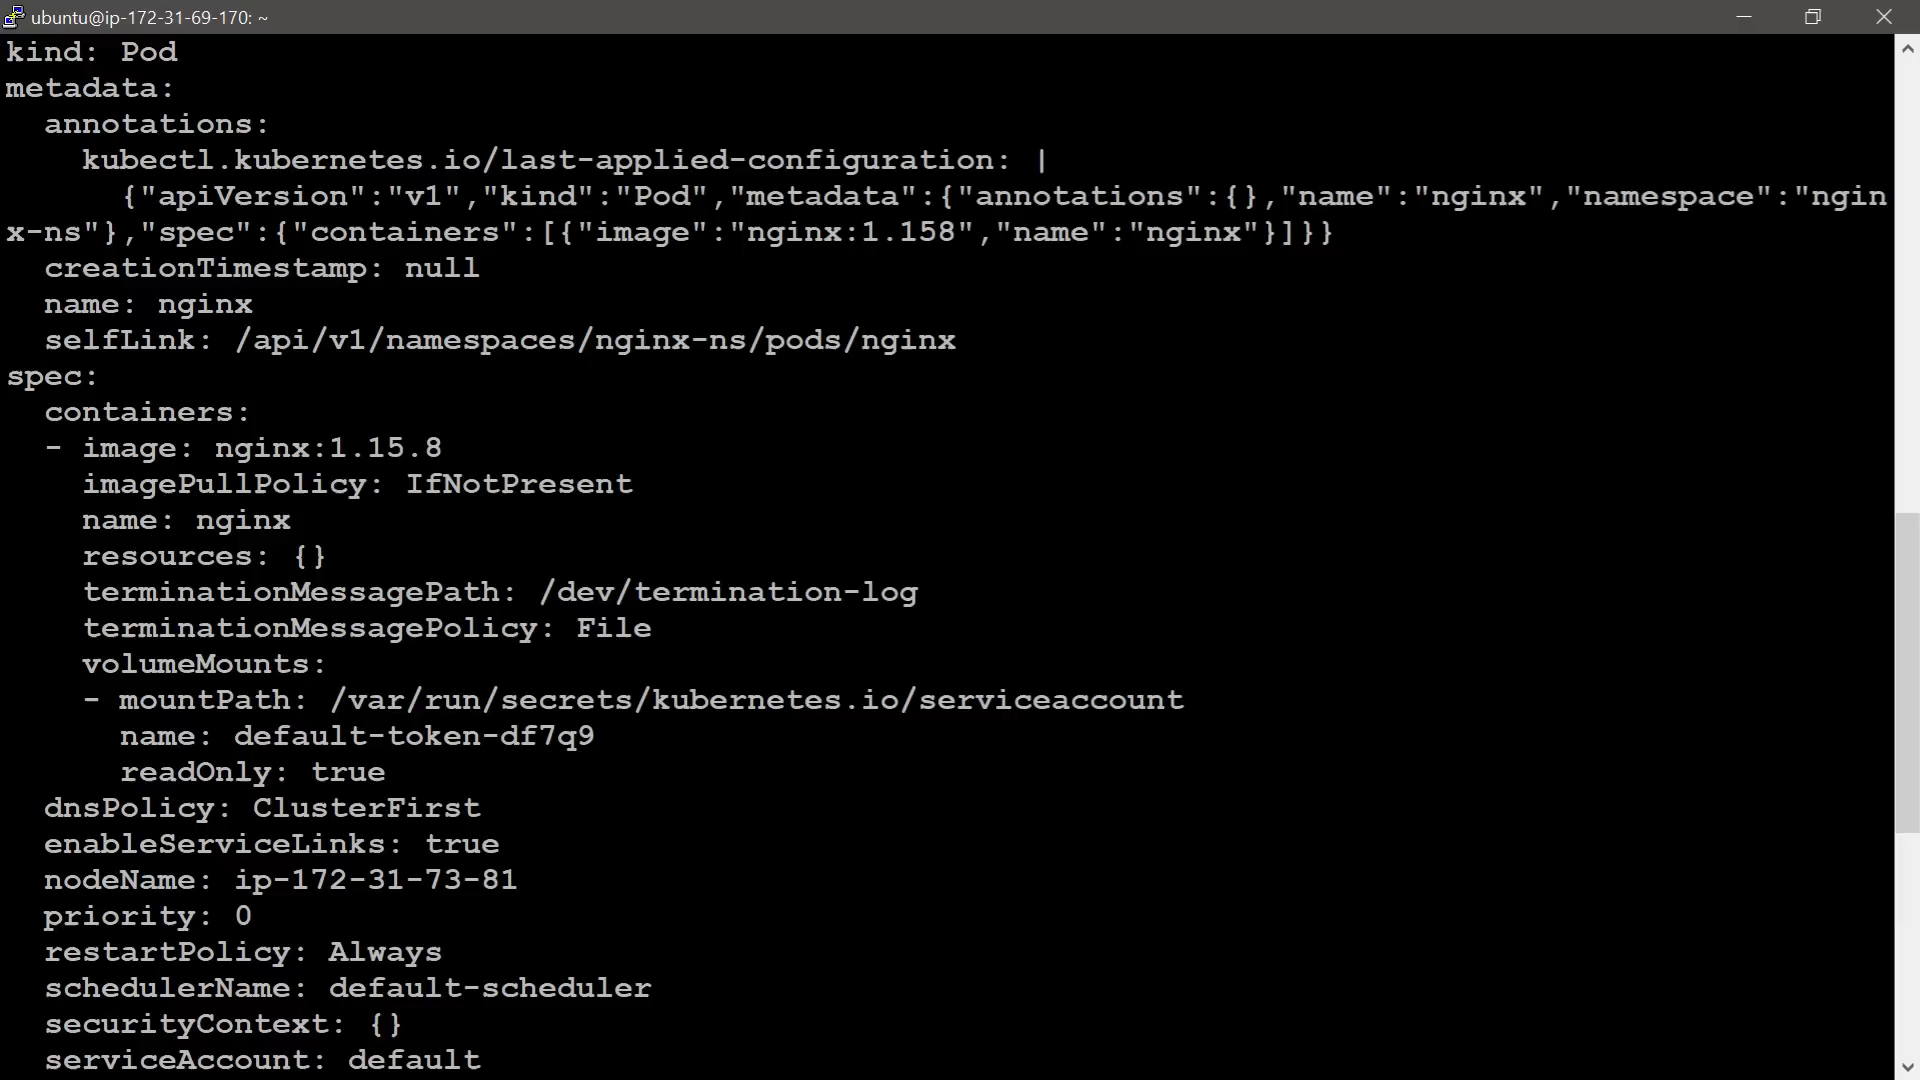 ubuntu@ip-172-31-69-170: ~
kind: Pod
metadata:
  annotations:
    kubectl.kubernetes.io/last-applied-configuration: |
      {"apiVersion":"v1","kind":"Pod","metadata":{"annotations":{},"name":"nginx","namespace":"ngin
x-ns"},"spec":{"containers":[{"image":"nginx:1.158","name":"nginx"}]}}
  creationTimestamp: null
  name: nginx
  selfLink: /api/v1/namespaces/nginx-ns/pods/nginx
spec:
  containers:
  - image: nginx:1.15.8
    imagePullPolicy: IfNotPresent
    name: nginx
    resources: {}
    terminationMessagePath: /dev/termination-log
    terminationMessagePolicy: File
    volumeMounts:
    - mountPath: /var/run/secrets/kubernetes.io/serviceaccount
      name: default-token-df7q9
      readOnly: true
  dnsPolicy: ClusterFirst
  enableServiceLinks: true
  nodeName: ip-172-31-73-81
  priority: 0
  restartPolicy: Always
  schedulerName: default-scheduler
  securityContext: {}
  serviceAccount: default